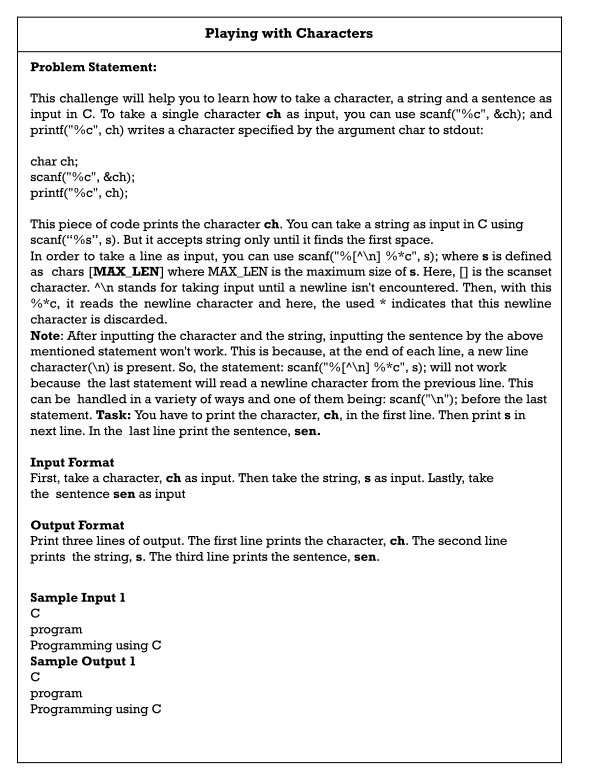 Playing with Characters
Problem Statement:
This challenge will help you to learn how to take a character, a string and a sentence as
input in C. To take a single character ch as input, you can use scanf("%c", &ch); and
printf("%c", ch) writes a character specified by the argument char to stdout:
char ch;
scanf("%c", &ch);
printf("%c", ch);
This piece of code prints the character ch. You can take a string as input in C using
scanf(“%s”, s). But it accepts string only until it finds the first space.
In order to take a line as input, you can use scanf("%[^\n] %*c", s); where s is defined
as chars [MAX_LEN] where MAX_LEN is the maximum size of s. Here, [] is the scanset
character. ^\n stands for taking input until a newline isn't encountered. Then, with this
%*c, it reads the newline character and here, the used * indicates that this newline
character is discarded.
Note: After inputting the character and the string, inputting the sentence by the above
mentioned statement won't work. This is because, at the end of each line, a new line
character(\n) is present. So, the statement: scanf("%[^\n] %*c", s); will not work
because the last statement will read a newline character from the previous line. This
can be handled in a variety of ways and one of them being: scanf("\n"); before the last
statement. Task: You have to print the character, ch, in the first line. Then print s in
next line. In the last line print the sentence, sen.
Input Format
First, take a character, ch as input. Then take the string, s as input. Lastly, take
the sentence sen as input
Output Format
Print three lines of output. The first line prints the character, ch. The second line
prints the string, s. The third line prints the sentence, sen.
Sample Input 1
C
program
Programming using C
Sample Output 1
C
program
Programming using C